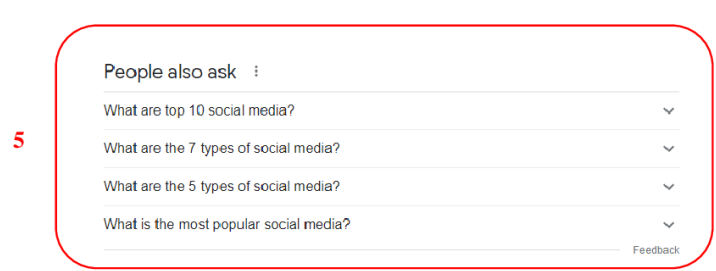 People also ask
What are top 10 social media?
5
What are the 7 types of social media?
What are the 5 types of social media?
What is the most popular social media?
Feedback